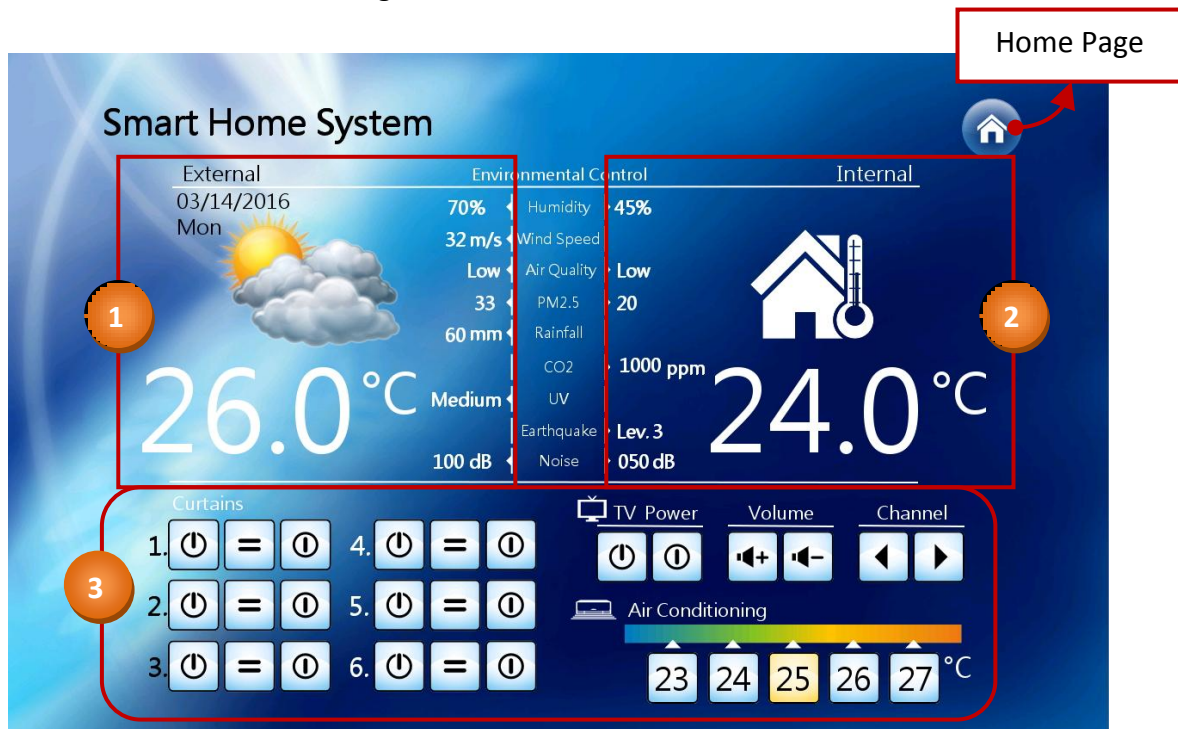 Home Page
Smart Home System
External Environmental Control Internal
03/14/2016
Mon
70% Humidity 45%
32 m/s Wind Speed
Low Air Quality Low
33 PM2.5 20
60 mm Rainfall
1 2
CO2 1000 ppm
26.0 °C 24.0 °C
Medium UV
Earthquake Lev. 3
100 dB Noise 050 dB
Curtains
TV Power Volume Channel
1. 4.
3
2. 5.
Air Conditioning
3. 6.
23 24 25 26 27 °C